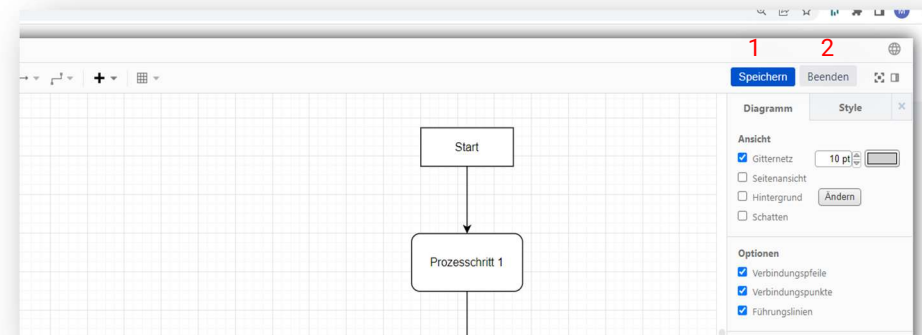 1 2
Speichern Beenden
Diagramm Style
Start
Ansicht
Gitternetz 10 pt
Seitenansicht
Hintergrund Ändern
Schatten
Prozesschritt 1
Optionen
Verbindungspfeile
Verbindungspunkte
Führungslinien